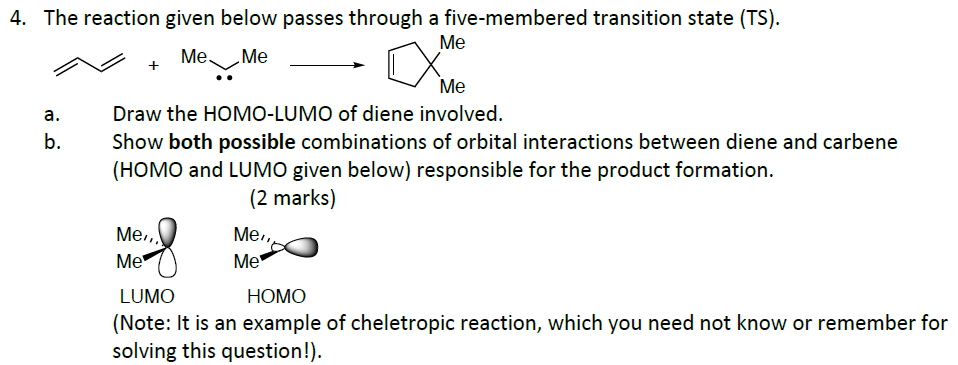 4. The reaction given below passes through a five-membered transition state (TS).
Me
Me Me
+
Me
a. Draw the HOMO-LUMO of diene involved.
b. Show both possible combinations of orbital interactions between diene and carbene
(HOMO and LUMO given below) responsible for the product formation.
(2 marks)
Me Me
Me Me
LUMO HOMO
(Note: It is an example of cheletropic reaction, which you need not know or remember for
solving this question!).